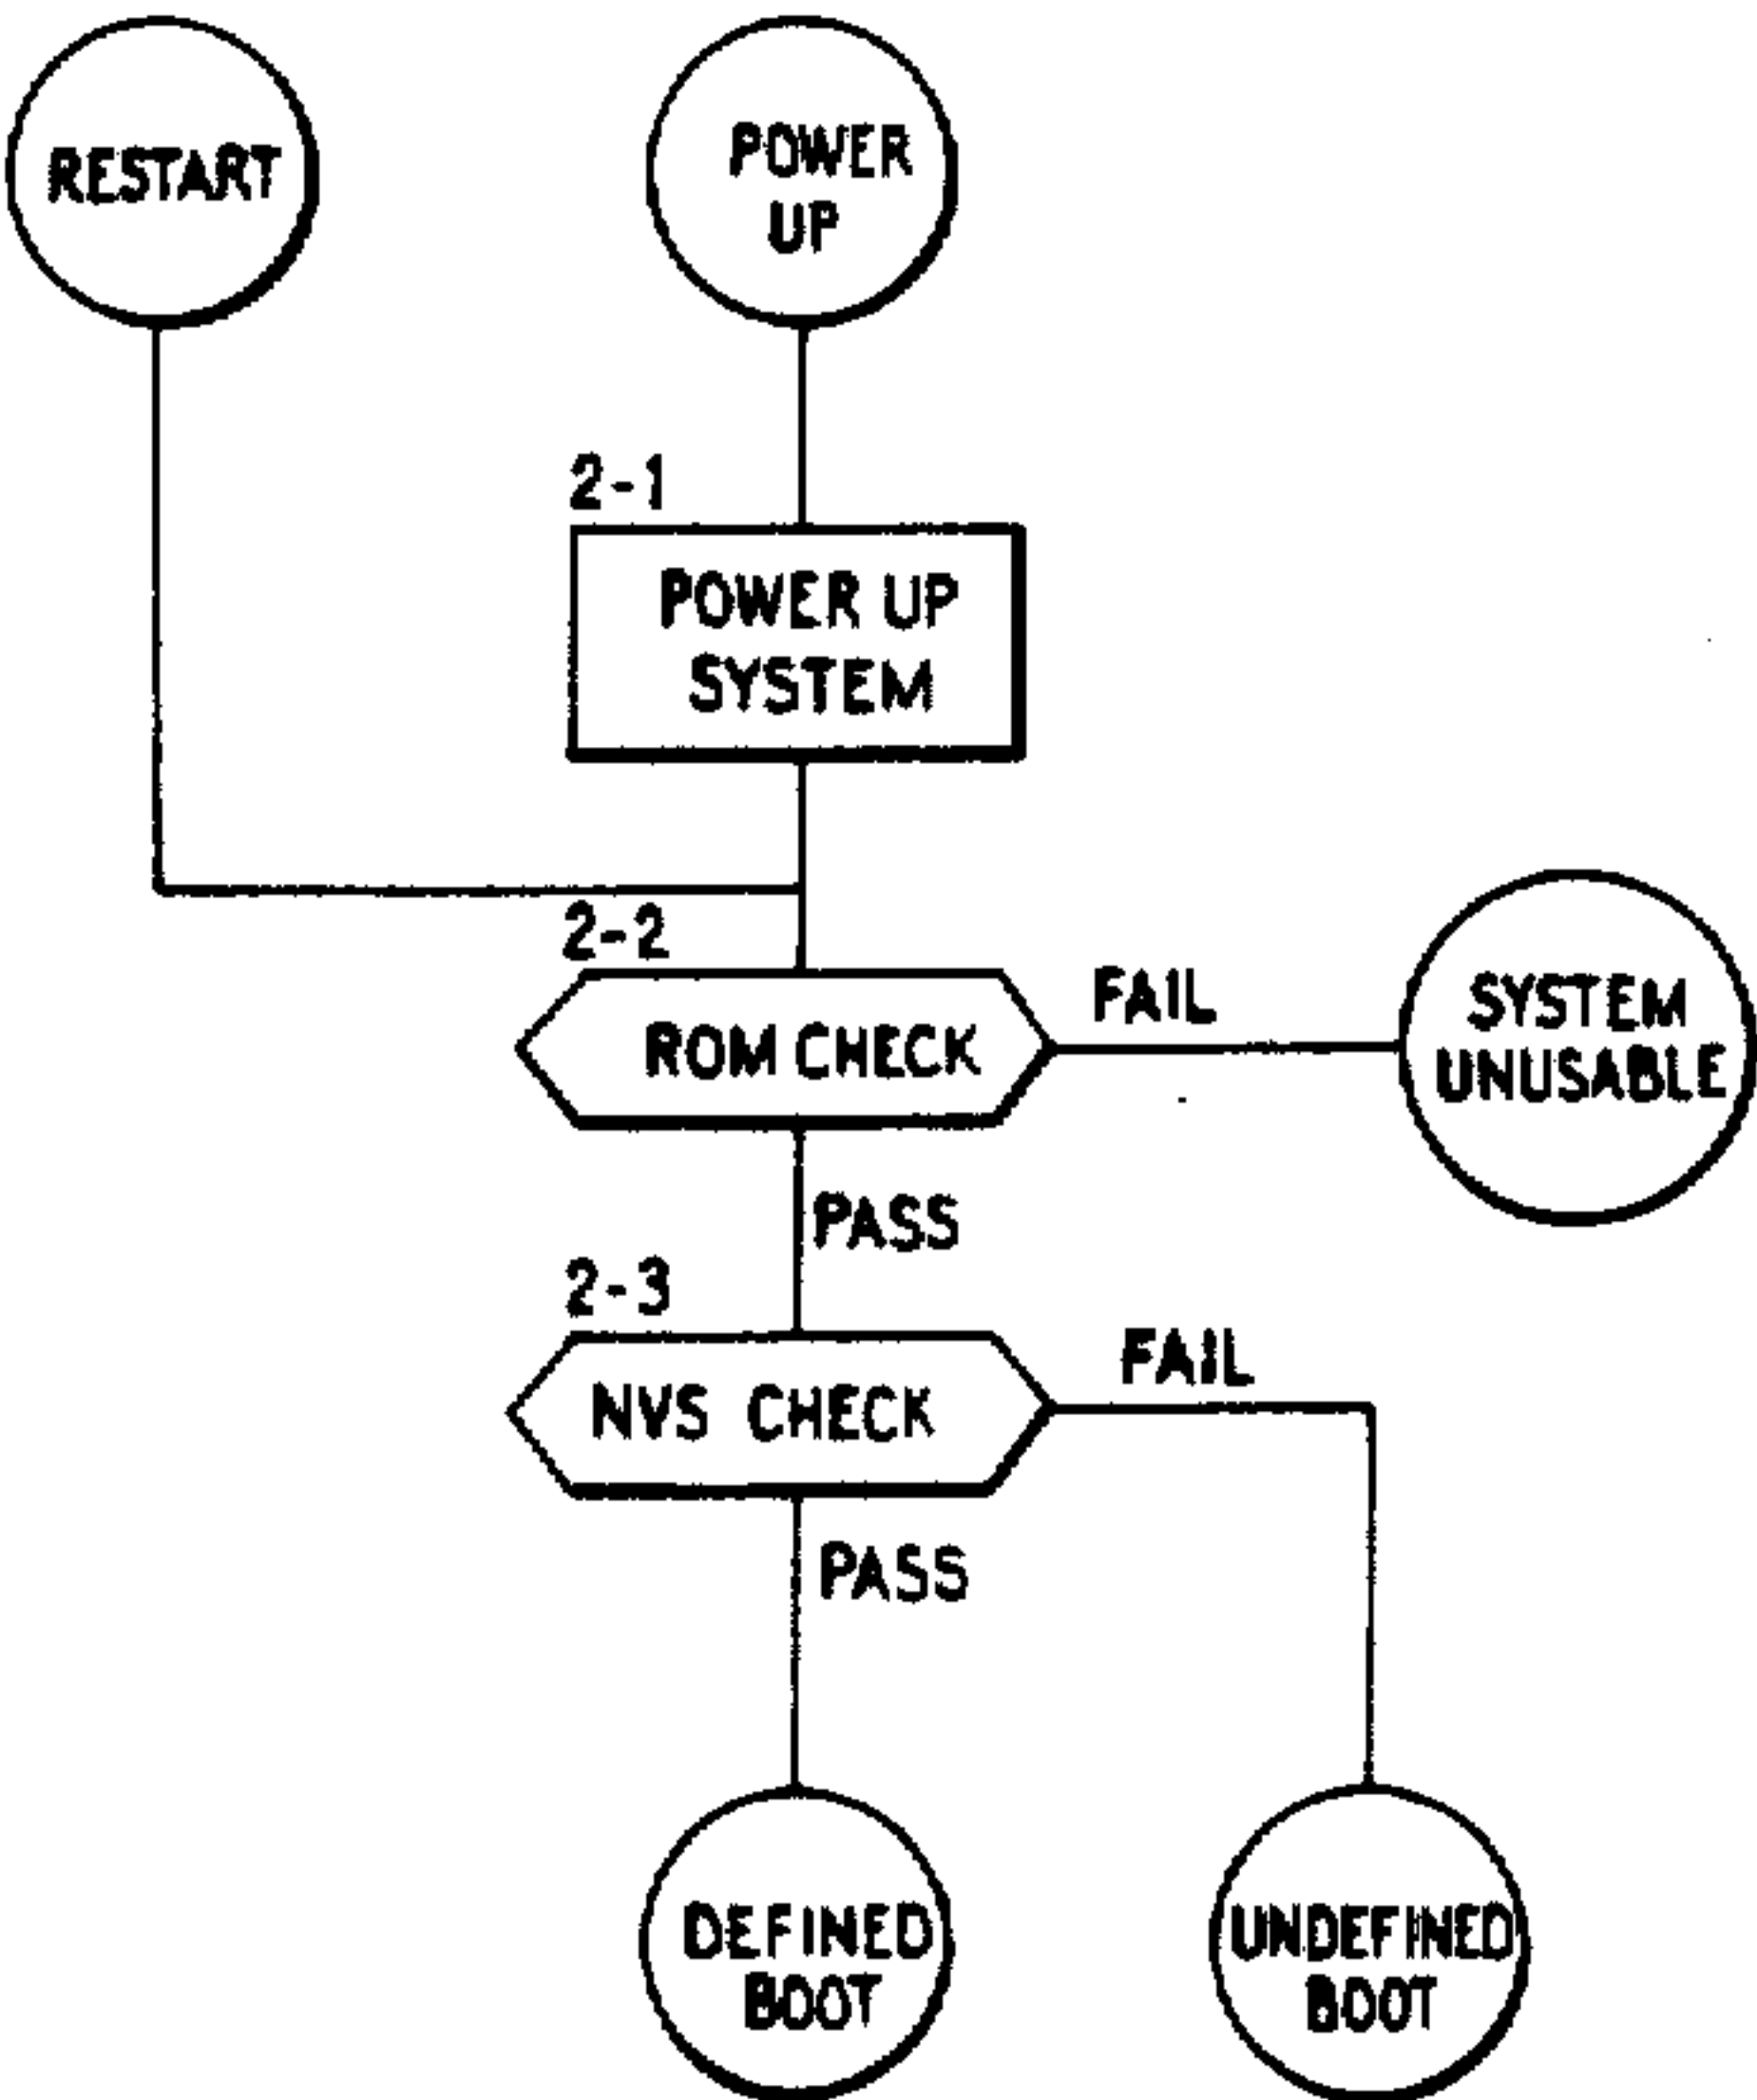 RESTART
POWER
UP
2-1
POWER UP
SYSTEM
2-2
ROM CHECK
FAIL
SYSTEM
UNUSABLE
PASS
2-3
NVS CHECK
FAIL
PASS
DEFINED
BOOT
UNDEFINED
BOOT